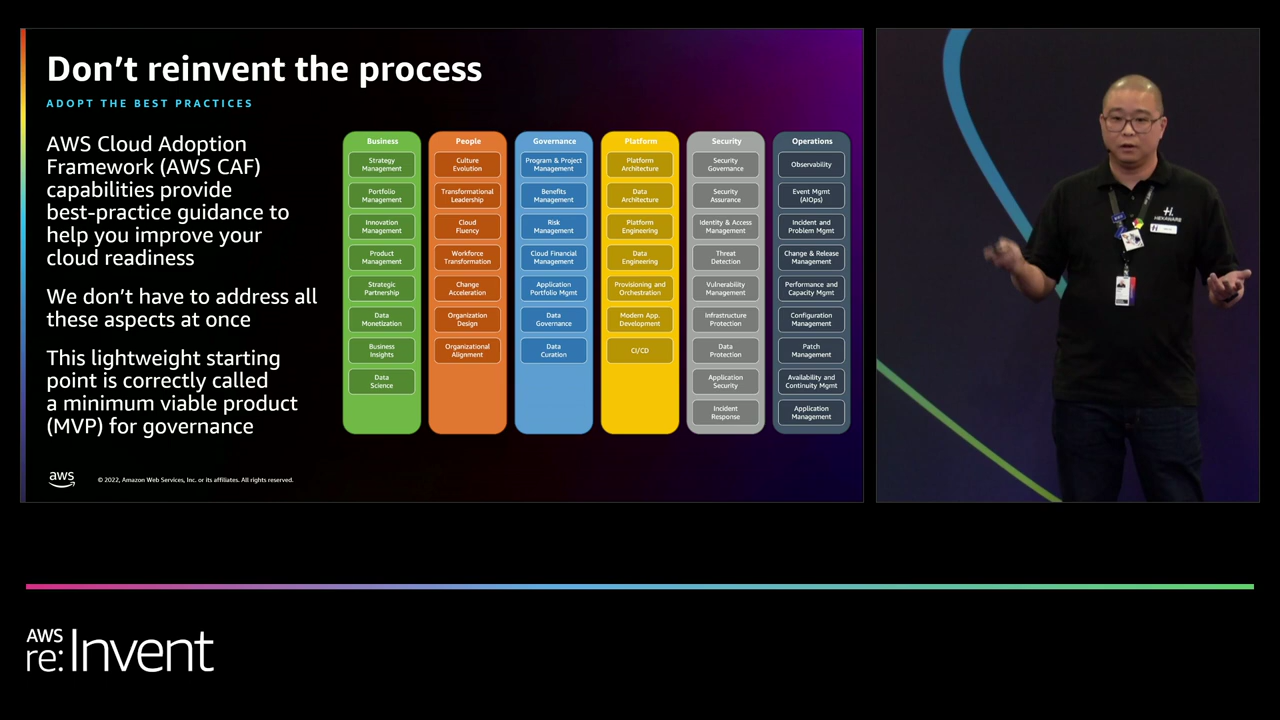 Don't reinvent the process
ADOPT THE BEST PRACTICES
AWS Cloud Adoption
Framework (AWS CAF)
capabilities provide
best-practice guidance to
help you improve your
cloud readiness
We don't have to address all
these aspects at once
This lightweight starting
point is correctly called
a minimum viable product
(MVP) for governance
Business
Strategy
Management
Portfolio
Management
Innovation
Management
Product
Management
Strategic
Partnership
Data
Monetization
Business
Insights
Data
Science
People
Culture
Evolution
Transformational
Leadership
Cloud
Fluency
Workforce
Transformation
Change
Acceleration
Organization
Design
Organizational
Alignment
Governance
Program & Project
Management
Benefits
Management
Risk
Management
Cloud Financial
Management
Application
Portfolio Mgmt
Data
Governance
Data
Curation
Platform
Platform
Architecture
Data
Architecture
Platform
Engineering
Data
Engineering
Provisioning and
Orchestration
Modern App.
Development
CI/CD
Security
Security
Governance
Security
Assurance
Identity & Access
Management
Threat
Detection
Vulnerability
Management
Infrastructure
Protection
Data
Protection
Application
Security
Incident
Response
Operations
Observability
Event Mgmt
(AIOps)
Incident and
Problem Mgmt
Change & Release
Management
Performance and
Capacity Mgmt
Configuration
Management
Patch
Management
Availability and
Continuity Mgmt
Application
Management
aws
© 2022, Amazon Web Services, Inc. or its affiliates. All rights reserved.
H.
HEXAWARE
AWS
re:Invent